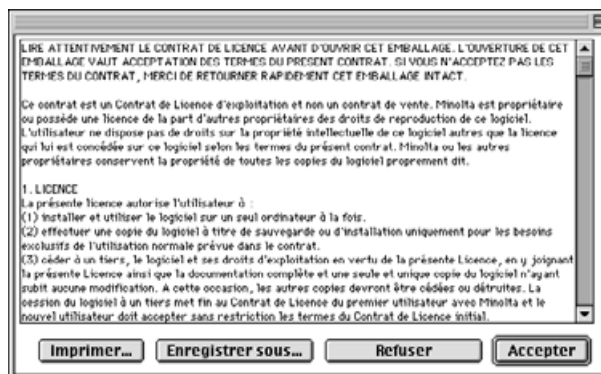 LIRE ATTENTIVEMENT LE CONTRAT DE LICENCE AVANT D'OUVRIR CET EMBALLAGE. L'OUVERTURE DE CET
EMBALLAGE VAUT ACCEPTATION DES TERMES DU PRESENT CONTRAT. SI VOUS N'ACCEPTEZ PAS LES
TERMES DU CONTRAT, MERCI DE RETOURNER RAPIDEMENT CET EMBALLAGE INTACT.
Ce contrat est un Contrat de Licence d'exploitation et non un contrat de vente. Minolta est propriétaire
ou possède une licence de la part d'autres propriétaires des droits de reproduction de ce logiciel.
L'utilisateur ne dispose pas de droits sur la propriété intellectuelle de ce logiciel autres que la licence
qui lui est concédée sur ce logiciel selon les termes du présent contrat. Minolta ou les autres
propriétaires conservent la propriété de toutes les copies du logiciel proprement dit.
1. LICENCE
La présente licence autorise l'utilisateur à :
(1) installer et utiliser le logiciel sur un seul ordinateur à la fois.
(2) effectuer une copie du logiciel à titre de sauvegarde ou d'installation uniquement pour les besoins
exclusifs de l'utilisation normale prévue dans le contrat.
(3) céder à un tiers, le logiciel et ses droits d'exploitation en vertu de la présente Licence, en y joignant
la présente Licence ainsi que la documentation complète et une seule et unique copie du logiciel n'ayant
subit aucune modification. A cette occasion, les autres copies devront être cédées ou détruites. La
cession du logiciel à un tiers met fin au Contrat de Licence du premier utilisateur avec Minolta et le
nouvel utilisateur doit accepter sans restriction les termes du Contrat de Licence initial.
Imprimer... Enregistrer sous... Refuser Accepter